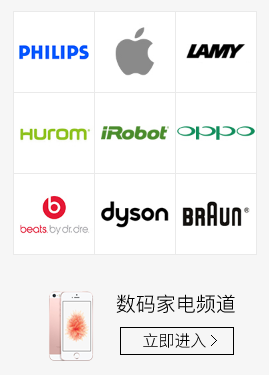 PHILIPS
LAMY
HUROM
iRobot
oppo
b
beats by dr. dre.
dyson
BRAUN
数码家电频道
立即进入 >